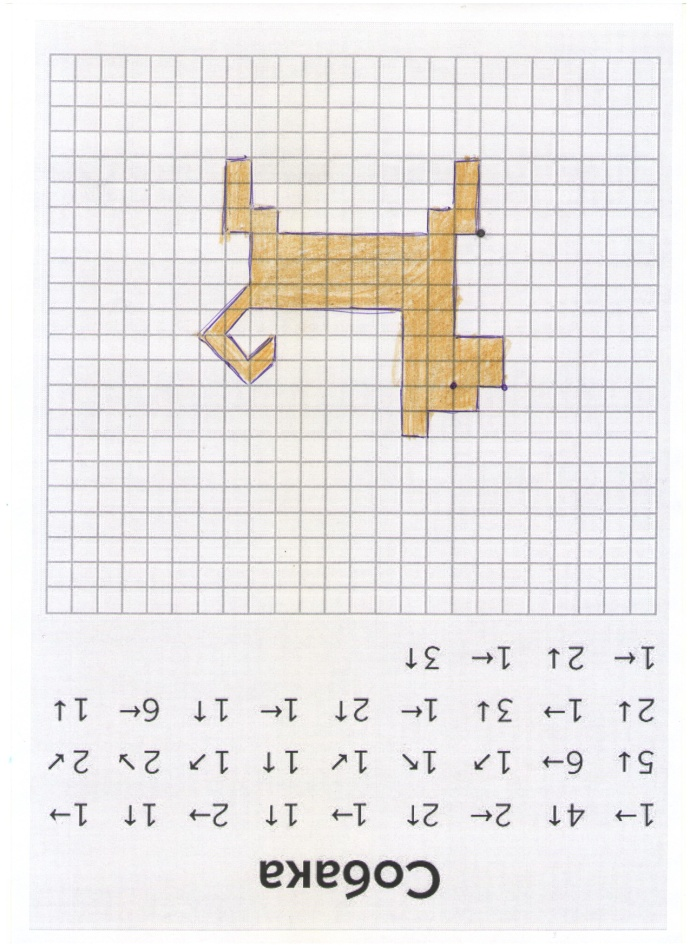 Собака
1→ 4↑ 2← 2↑ 1→ 1↑ 2→ 1↑ 1→
5↓ 6→ 1↗ 1↖ 1↙ 1↑ 1↗ 2↘ 2↙
2↓ 1→ 3↓ 1← 2↑ 1← 1↑ 6← 1↓
1← 2↓ 1← 3↑